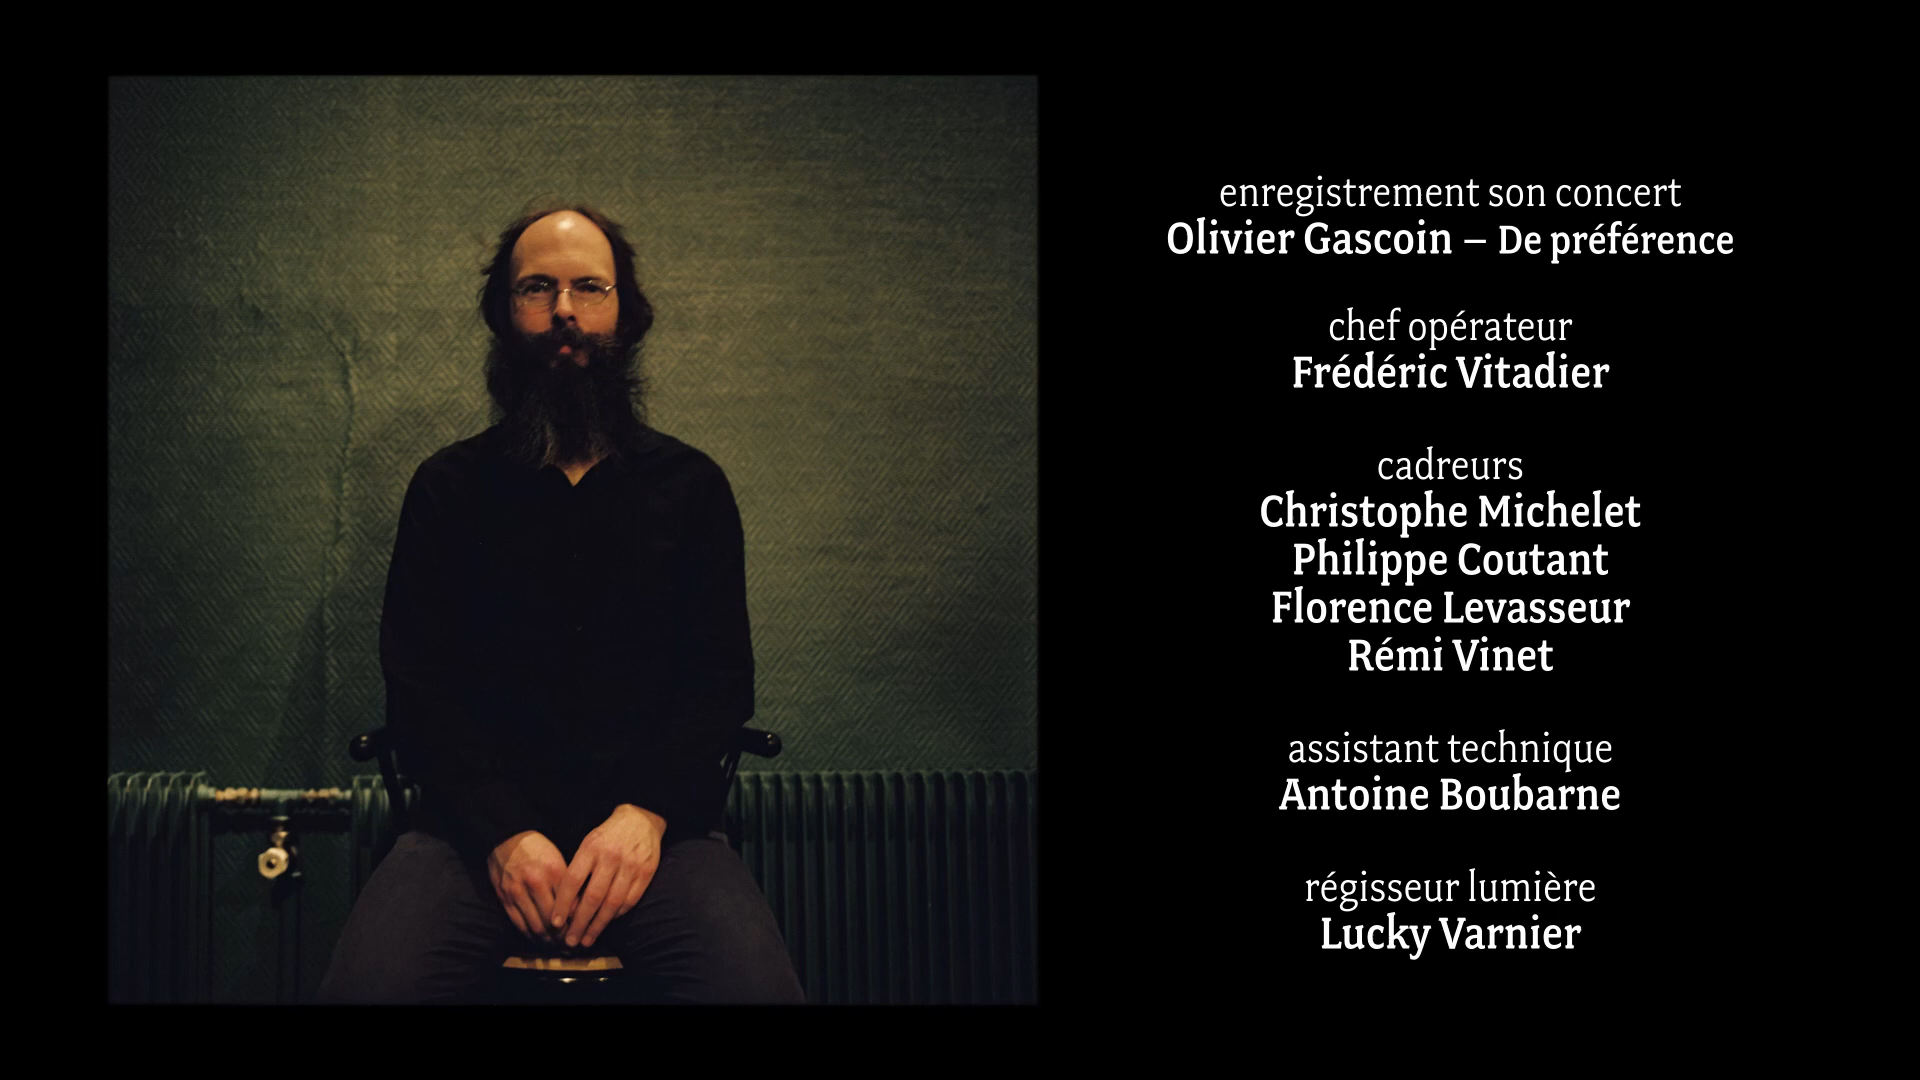 enregistrement son concert
Olivier Gascoin – De préférence
chef opérateur
Frédéric Vitadier
cadreurs
Christophe Michelet
Philippe Coutant
Florence Levasseur
Rémi Vinet
assistant technique
Antoine Boubarne
régisseur lumière
Lucky Varnier